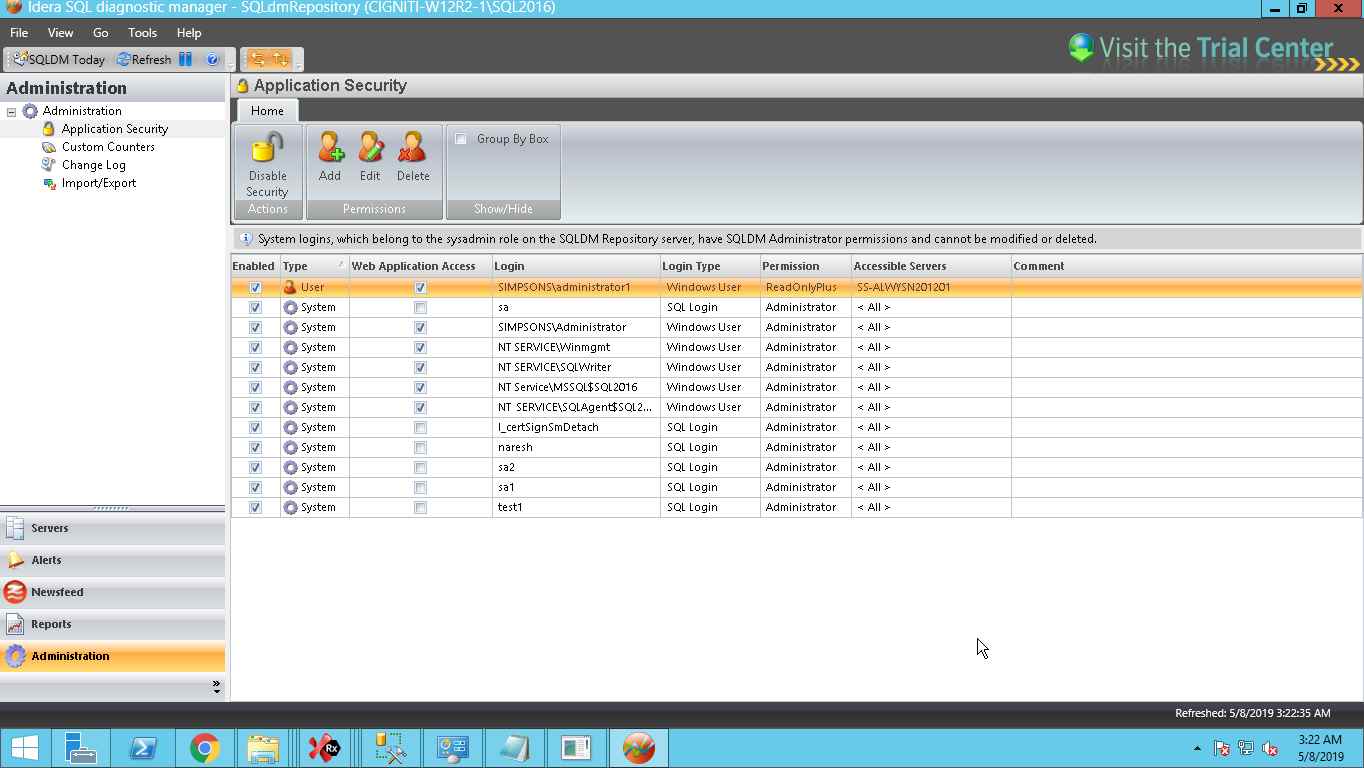 Idera SQL diagnostic manager - SQLdmRepository (CIGNITI-W12R2-1\SQL2016)
File View Go Tools Help
SQLDM Today Refresh
Visit the Trial Center
Administration
Administration
Application Security
Custom Counters
Change Log
Import/Export
Application Security
Home
Disable Security
Add Edit Delete
Group By Box
Actions Permissions Show/Hide
System logins, which belong to the sysadmin role on the SQLDM Repository server, have SQLDM Administrator permissions and cannot be modified or deleted.
Enabled Type Web Application Access Login Login Type Permission Accessible Servers Comment
User SIMPSONS\administrator1 Windows User ReadOnlyPlus SS-ALWYSN201201
System sa SQL Login Administrator < All >
System SIMPSONS\Administrator Windows User Administrator < All >
System NT SERVICE\Winmgmt Windows User Administrator < All >
System NT SERVICE\SQLWriter Windows User Administrator < All >
System NT Service\MSSQL$SQL2016 Windows User Administrator < All >
System NT SERVICE\SQLAgent$SQL2... Windows User Administrator < All >
System l_certSignSmDetach SQL Login Administrator < All >
System naresh SQL Login Administrator < All >
System sa2 SQL Login Administrator < All >
System sa1 SQL Login Administrator < All >
System test1 SQL Login Administrator < All >
Servers
Alerts
Newsfeed
Reports
Administration
Refreshed: 5/8/2019 3:22:35 AM
Rx
3:22 AM
5/8/2019